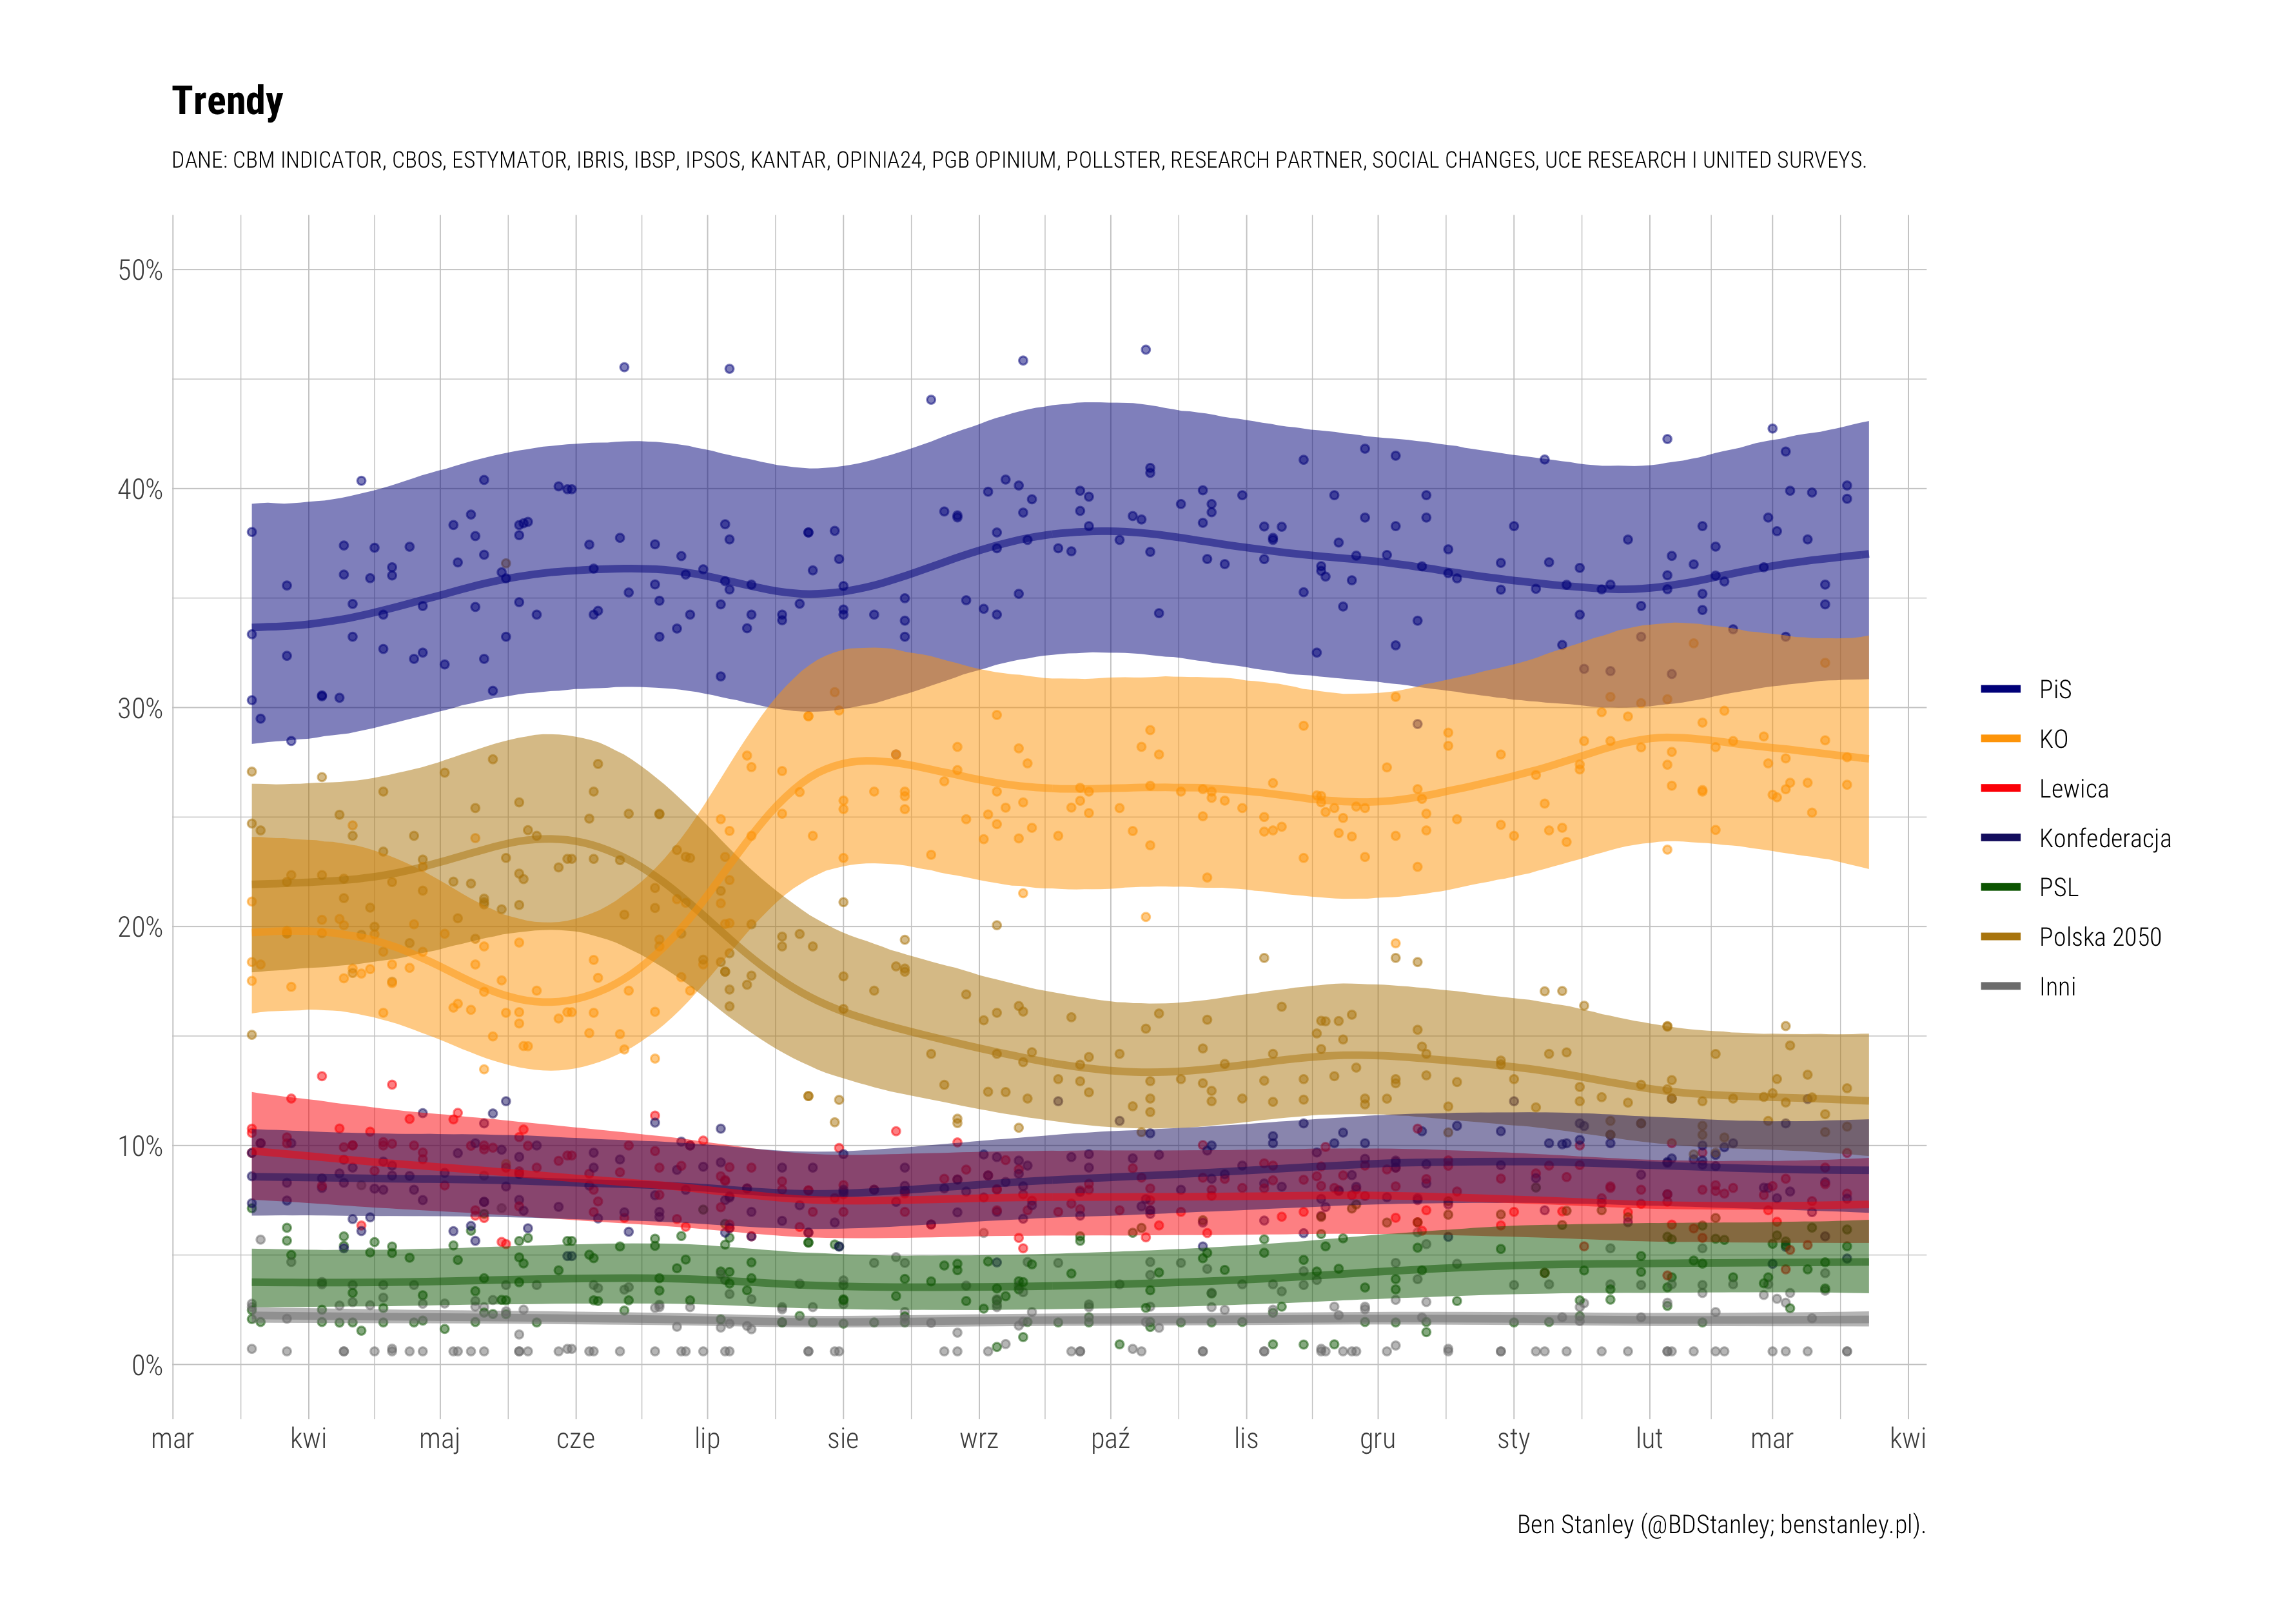 Trendy
DANE: CBM INDICATOR, CBOS, ESTYMATOR, IBRIS, IBSP, IPSOS, KANTAR, OPINIA24, PGB OPINIUM, POLLSTER, RESEARCH PARTNER, SOCIAL CHANGES, UCE RESEARCH I UNITED SURVEYS.
50%
40%
30%
20%
10%
0%
mar kwi maj cze lip sie wrz paź lis gru sty lut mar kwi
PiS
KO
Lewica
Konfederacja
PSL
Polska 2050
Inni
Ben Stanley (@BDStanley; benstanley.pl).